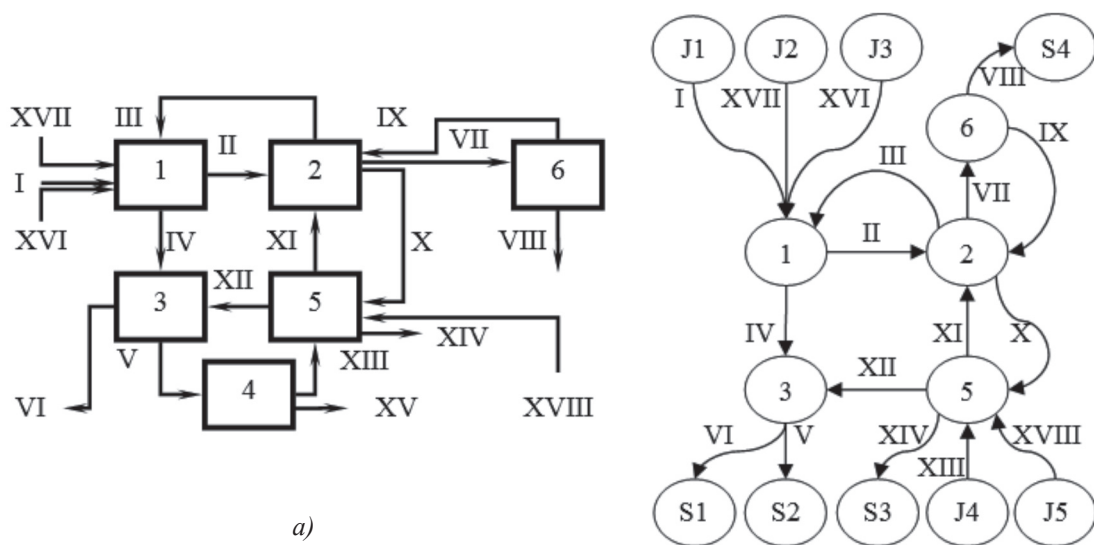 XVII III IX VII
1 II 2 6
I
XVI IV XI X VIII
3 XII 5
V XIII XIV
4
VI XV XVIII
a)
J1 J2 J3 S4
I XVII XVI VIII
6 IX
III VII
1 II 2
IV XI X
3 XII 5
VI V XIV XVIII
XIII
S1 S2 S3 J4 J5